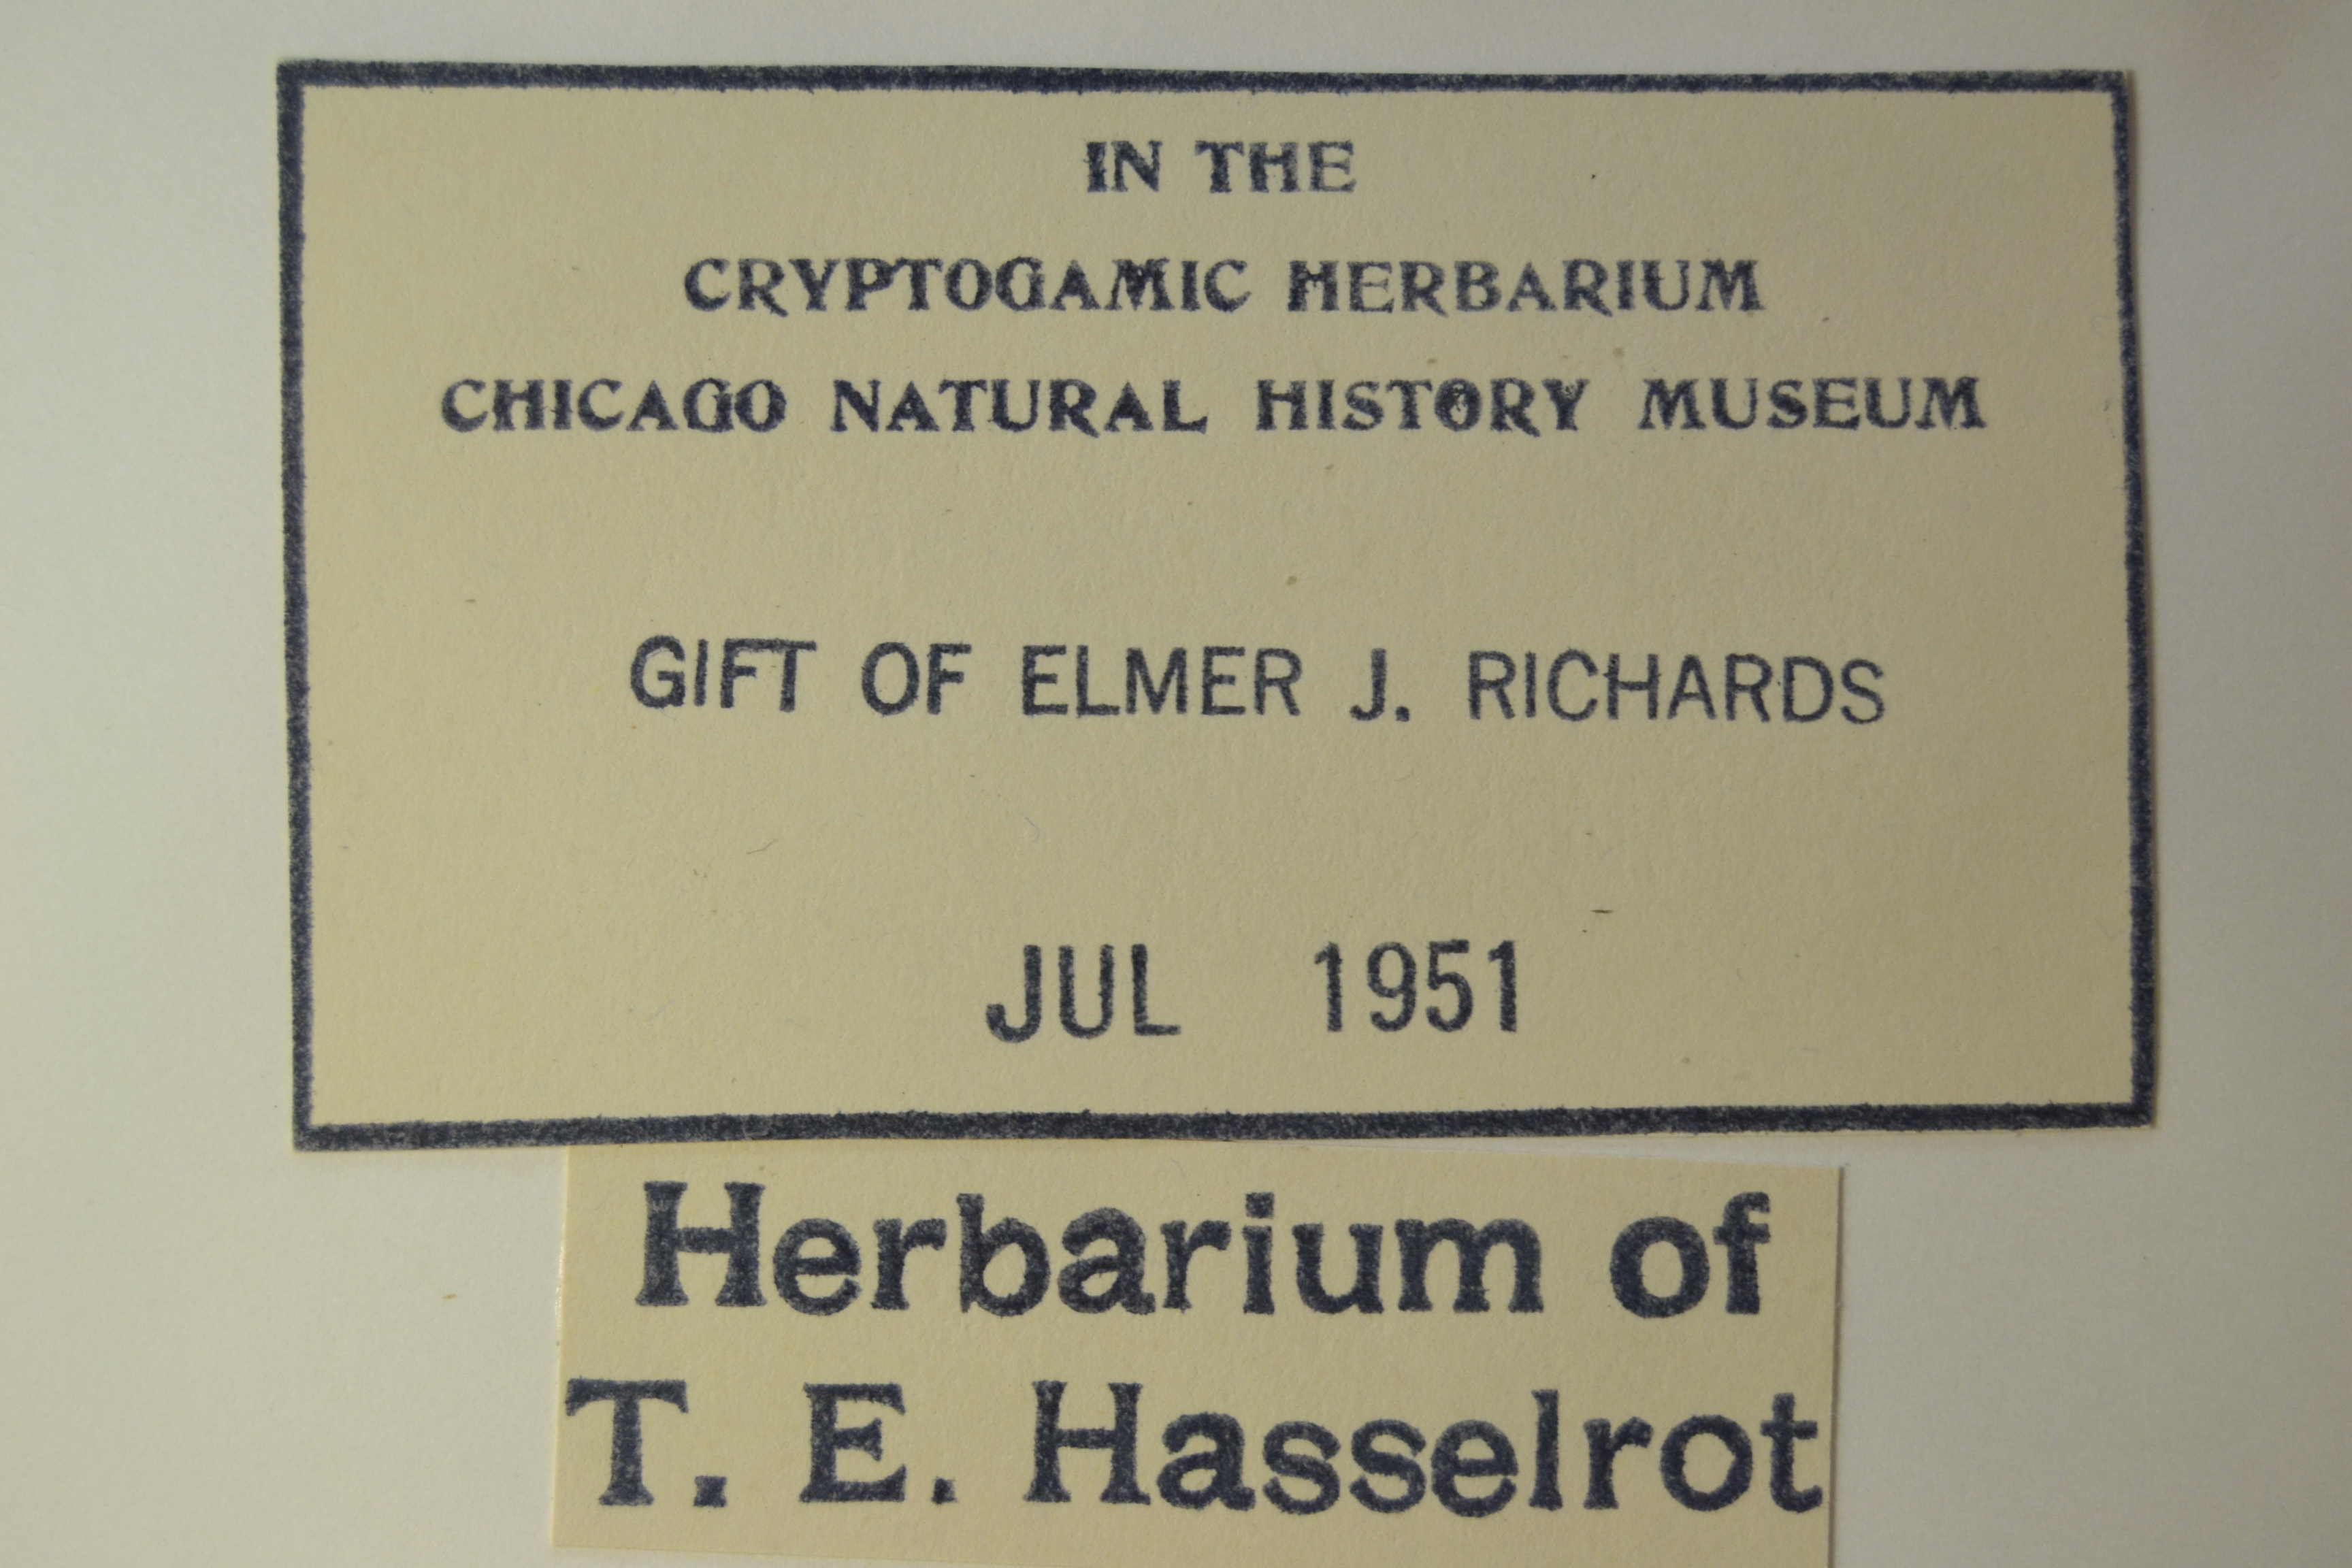 IN THE
CRYPTOGAMIC HERBARIUM
CHICAGO NATURAL HISTORY MUSEUM
GIFT OF ELMER J. RICHARDS
JUL 1951
Herbarium of
T. E. Hasselrot